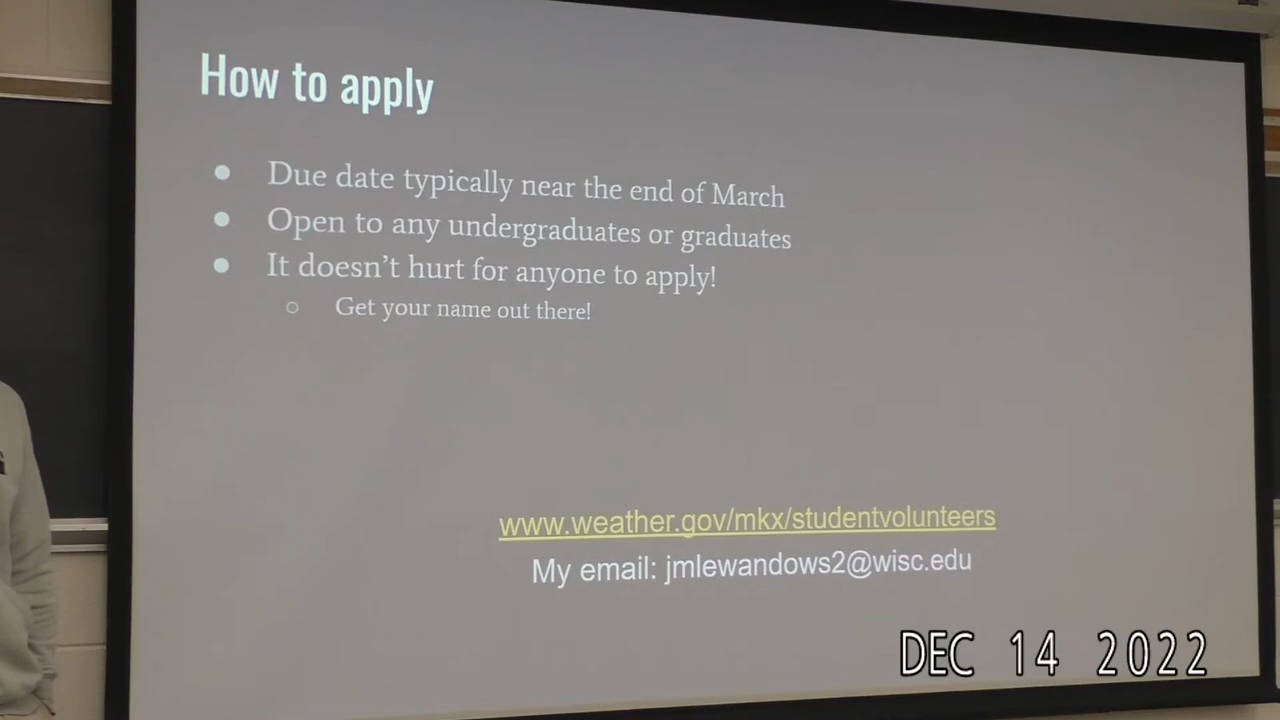 How to apply
● Due date typically near the end of March
● Open to any undergraduates or graduates
● It doesn't hurt for anyone to apply!
○ Get your name out there!
www.weather.gov/mkx/studentvolunteers
My email: jmlewandows2@wisc.edu
DEC 14 2022